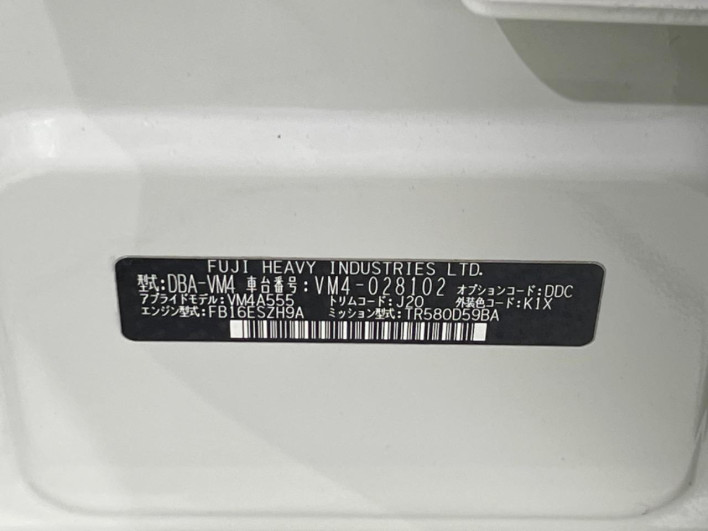 FUJI HEAVY INDUSTRIES LTD.
型式:DBA-VM4 車台番号:VM4-028102 オプションコード:DDC
アプライドモデル:VM4A555 トリムコード:J20 外装色コード:K1X
エンジン型式:FB16ESZH9A ミッション型式:TR580D59BA